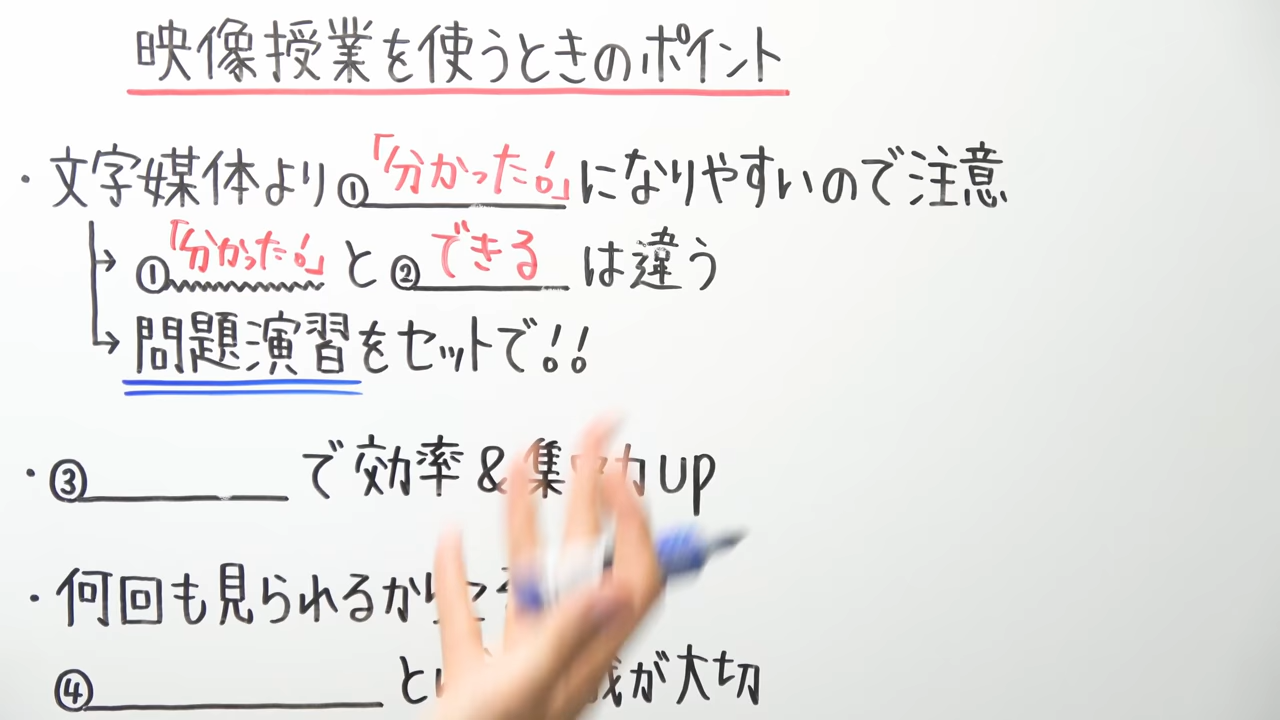 映像授業を使うときのポイント
・文字媒体より①「分かった!」になりやすいので注意
①「分かった!」と②できるは違う
問題演習をセットで!!
・③で効率&集力up
・何回も見られるからこそ
④とが大切